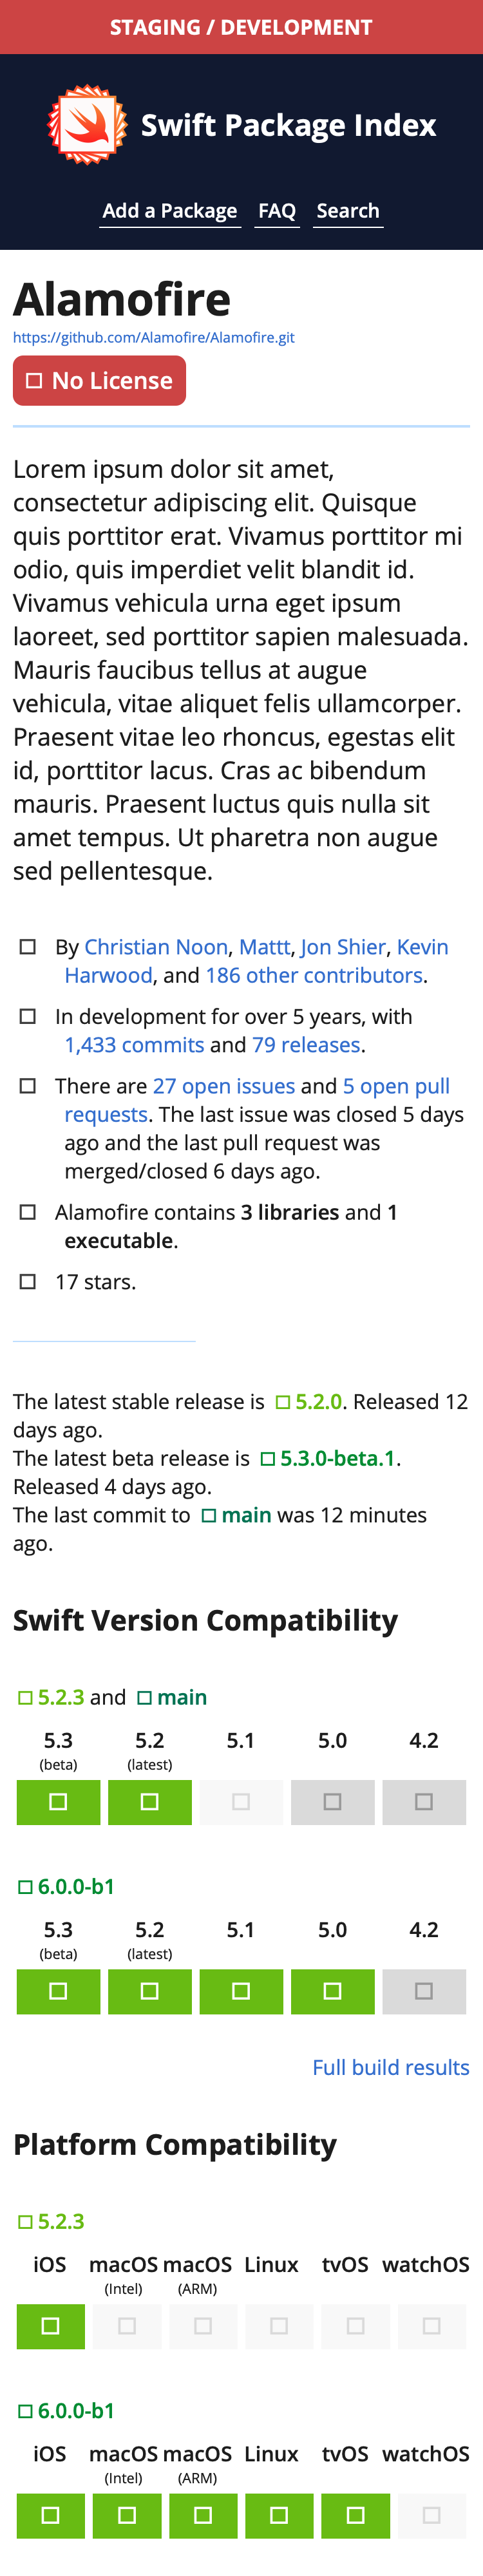 STAGING / DEVELOPMENT
Swift Package Index
Add a Package FAQ Search
Alamofire
https://github.com/Alamofire/Alamofire.git
No License
Lorem ipsum dolor sit amet,
consectetur adipiscing elit. Quisque
quis porttitor erat. Vivamus porttitor mi
odio, quis imperdiet velit blandit id.
Vivamus vehicula urna eget ipsum
laoreet, sed porttitor sapien malesuada.
Mauris faucibus tellus at augue
vehicula, vitae aliquet felis ullamcorper.
Praesent vitae leo rhoncus, egestas elit
id, porttitor lacus. Cras ac bibendum
mauris. Praesent luctus quis nulla sit
amet tempus. Ut pharetra non augue
sed pellentesque.
By Christian Noon, Mattt, Jon Shier, Kevin
Harwood, and 186 other contributors.
In development for over 5 years, with
1,433 commits and 79 releases.
There are 27 open issues and 5 open pull
requests. The last issue was closed 5 days
ago and the last pull request was
merged/closed 6 days ago.
Alamofire contains 3 libraries and 1
executable.
17 stars.
The latest stable release is 5.2.0. Released 12
days ago.
The latest beta release is 5.3.0-beta.1.
Released 4 days ago.
The last commit to main was 12 minutes
ago.
Swift Version Compatibility
5.2.3 and main
5.3 5.2 5.1 5.0 4.2
(beta) (latest)
6.0.0-b1
5.3 5.2 5.1 5.0 4.2
(beta) (latest)
Full build results
Platform Compatibility
5.2.3
iOS macOS macOS Linux tvOS watchOS
(Intel) (ARM)
6.0.0-b1
iOS macOS macOS Linux tvOS watchOS
(Intel) (ARM)